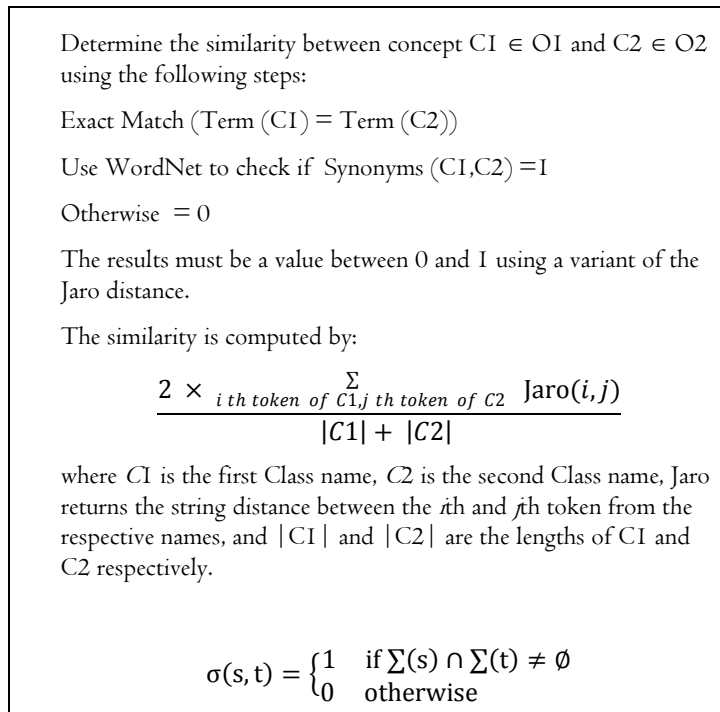 Determine the similarity between concept C1 ∈ O1 and C2 ∈ O2
using the following steps:
Exact Match (Term (C1) = Term (C2))
Use WordNet to check if Synonyms (C1,C2) =1
Otherwise = 0
The results must be a value between 0 and 1 using a variant of the
Jaro distance.
The similarity is computed by:
2 × Σ Jaro(i,j)
i th token of C1,j th token of C2
|C1| + |C2|
where C1 is the first Class name, C2 is the second Class name, Jaro
returns the string distance between the ith and jth token from the
respective names, and |C1| and |C2| are the lengths of C1 and
C2 respectively.
σ(s,t) = {1 if ∑(s) ∩ ∑(t) ≠ ∅
0 otherwise